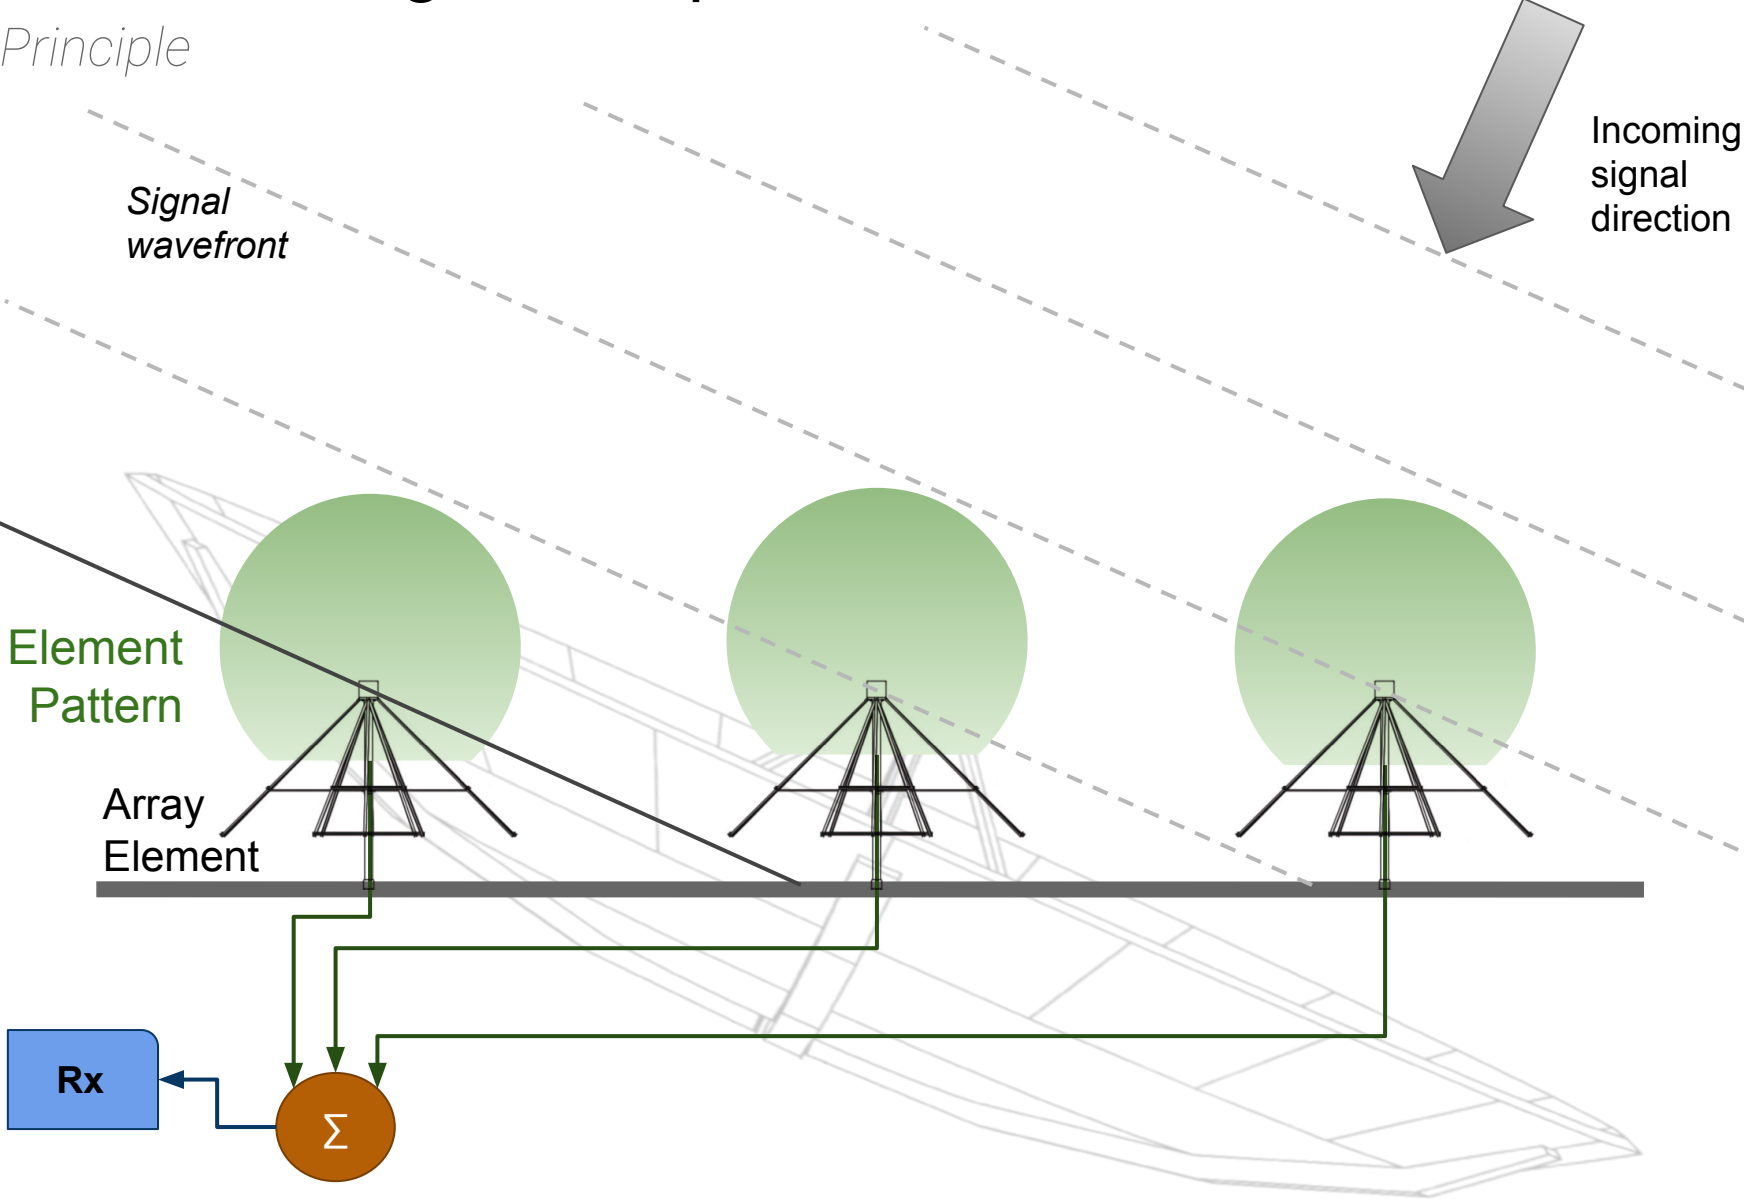 Principle
Incoming
signal
direction
Signal
wavefront
Element
Pattern
Array
Element
Rx
Σ